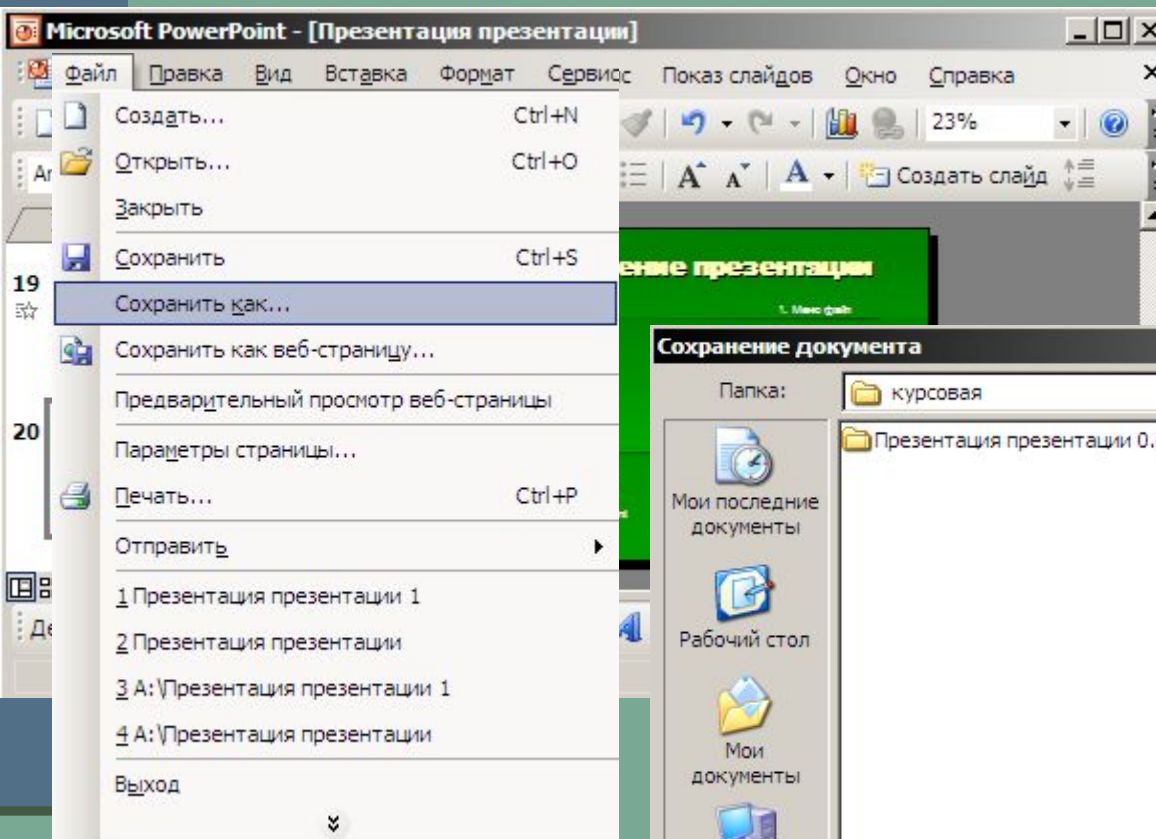 Microsoft PowerPoint - [Презентация презентации]
Файл Правка Вид Вставка Формат Сервис Показ слайдов Окно Справка
23%
Создать слайд
Создать... Ctrl+N
Открыть... Ctrl+O
Закрыть
Сохранить Ctrl+S
Сохранить как...
Сохранить как веб-страницу...
Предварительный просмотр веб-страницы
Параметры страницы...
Печать... Ctrl+P
Отправить
1 Презентация презентации 1
2 Презентация презентации
3 A:\Презентация презентации 1
4 A:\Презентация презентации
Выход
19
20
ение презентации
1. Меню файл
Сохранение документа
Папка: курсовая
Презентация презентации 0.
Мои последние
документы
Рабочий стол
Мои
документы